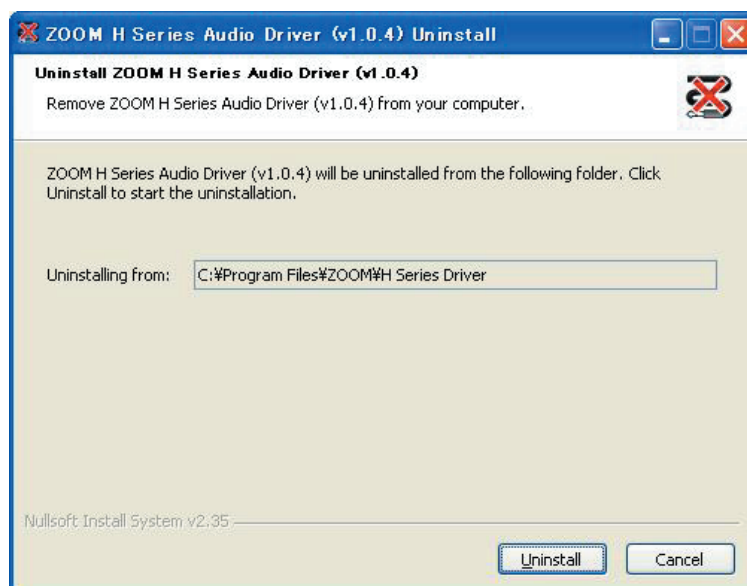 ZOOM H Series Audio Driver (v1.0.4) Uninstall
Uninstall ZOOM H Series Audio Driver (v1.0.4)
Remove ZOOM H Series Audio Driver (v1.0.4) from your computer.
ZOOM H Series Audio Driver (v1.0.4) will be uninstalled from the following folder. Click
Uninstall to start the uninstallation.
Uninstalling from: C:¥Program Files¥ZOOM¥H Series Driver
Nullsoft Install System v2.35
Uninstall Cancel